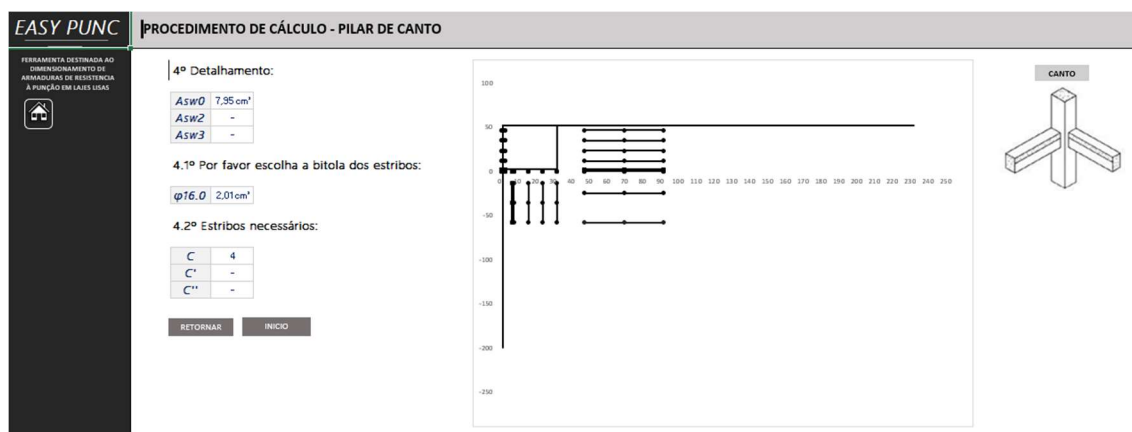 EASY PUNC
PROCEDIMENTO DE CÁLCULO - PILAR DE CANTO
FERRAMENTA DESTINADA AO
DIMENSIONAMENTO DE
ARMADURAS DE RESISTENCIA
À PUNÇÃO EM LAJES LISAS
4º Detalhamento:
Asw0 7,95 cm²
Asw2 -
Asw3 -
4.1º Por favor escolha a bitola dos estribos:
φ16.0 2,01cm²
4.2º Estribos necessários:
C 4
C' -
C'' -
RETORNAR INICIO
100
50
0
0 10 20 30 40 50 60 70 80 90 100 110 120 130 140 150 160 170 180 190 200 210 220 230 240 250
-50
-100
-150
-200
-250
CANTO